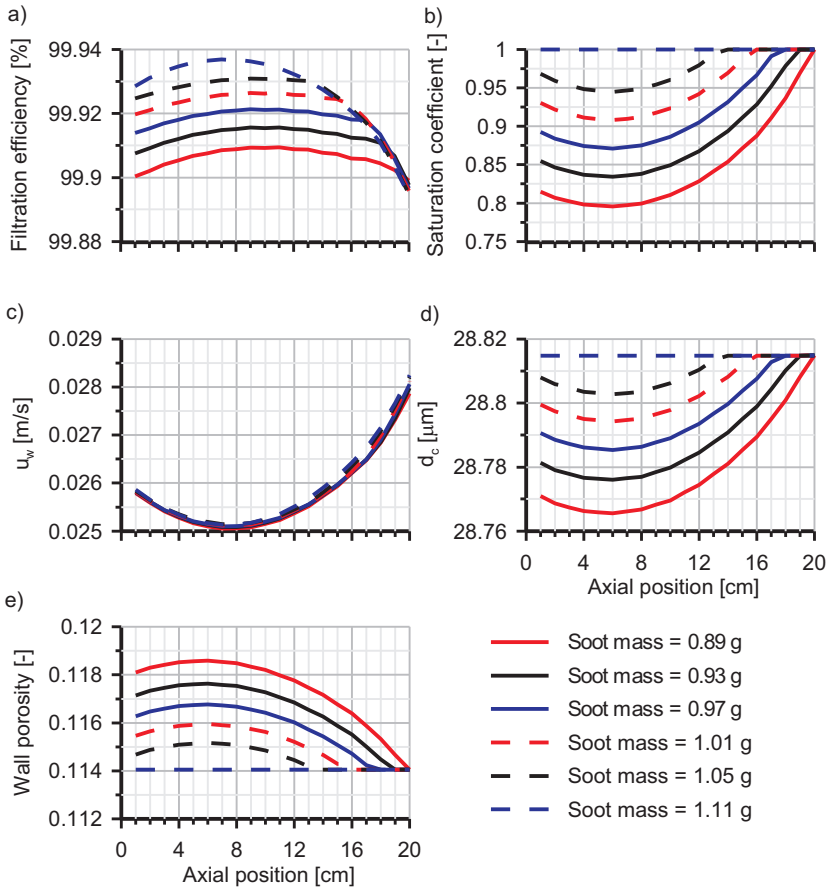 a)
Filtration efficiency [%]
99.94
99.92
99.9
99.88
b)
Saturation coefficient [-]
1
0.95
0.9
0.85
0.8
0.75
c)
u_w [m/s]
0.029
0.028
0.027
0.026
0.025
d)
d_c [µm]
28.82
28.8
28.78
28.76
0 4 8 12 16 20
Axial position [cm]
e)
Wall porosity [-]
0.12
0.118
0.116
0.114
0.112
0 4 8 12 16 20
Axial position [cm]
Soot mass = 0.89 g
Soot mass = 0.93 g
Soot mass = 0.97 g
Soot mass = 1.01 g
Soot mass = 1.05 g
Soot mass = 1.11 g